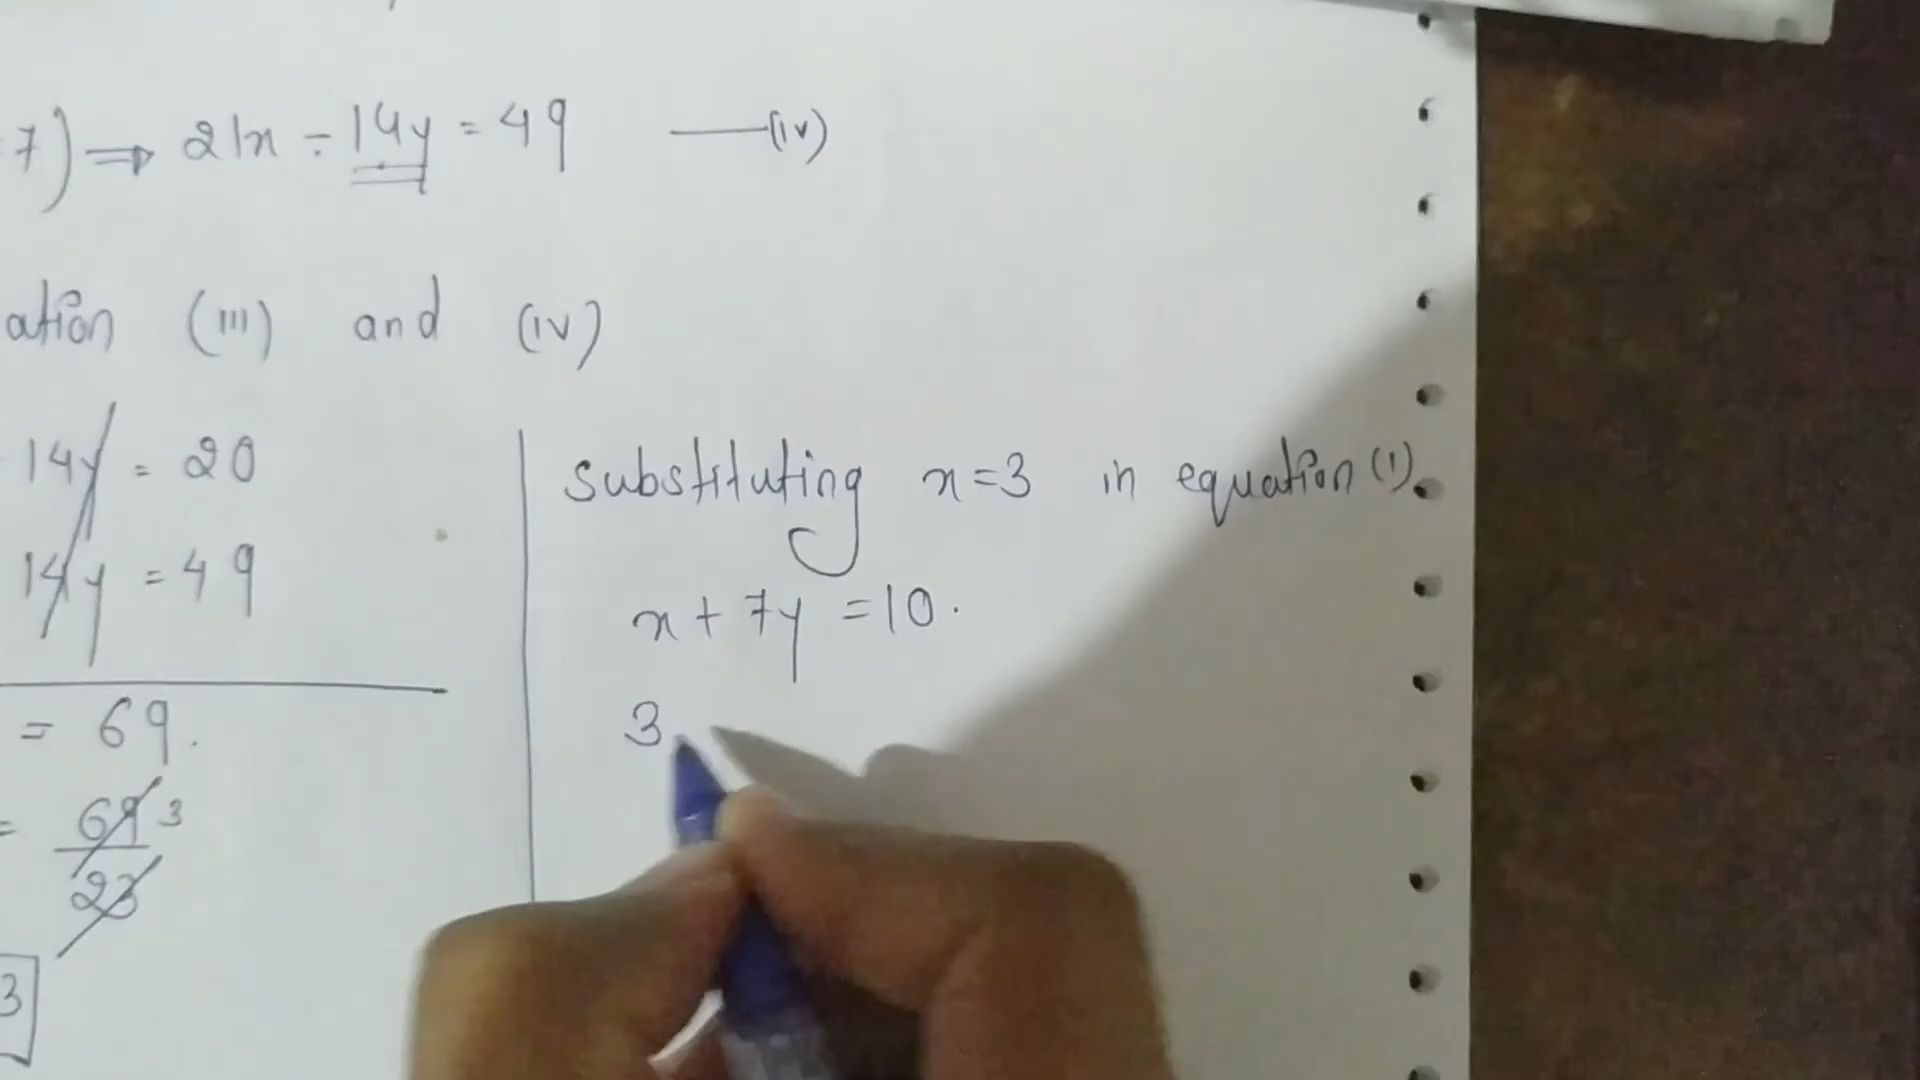 7) ⇒ 21x - 14y = 49 —(iv)
ation (iii) and (iv)
14y = 20
14y = 49
= 69.
= 69 3
23
3
substituting x=3 in equation (1).
x + 7y = 10.
3